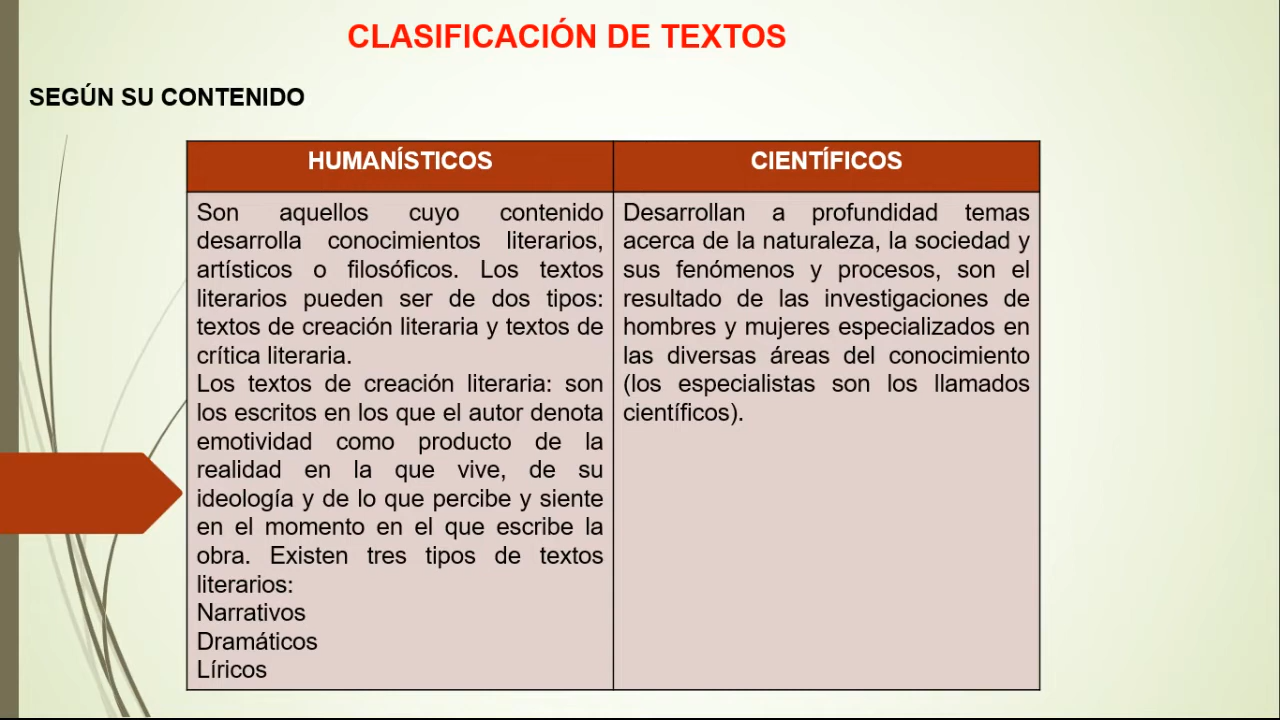 CLASIFICACIÓN DE TEXTOS
SEGÚN SU CONTENIDO
HUMANÍSTICOS
Son aquellos cuyo contenido
desarrolla conocimientos literarios,
artísticos o filosóficos. Los textos
literarios pueden ser de dos tipos:
textos de creación literaria y textos de
crítica literaria.
Los textos de creación literaria: son
los escritos en los que el autor denota
emotividad como producto de la
realidad en la que vive, de su
ideología y de lo que percibe y siente
en el momento en el que escribe la
obra. Existen tres tipos de textos
literarios:
Narrativos
Dramáticos
Líricos
CIENTÍFICOS
Desarrollan a profundidad temas
acerca de la naturaleza, la sociedad y
sus fenómenos y procesos, son el
resultado de las investigaciones de
hombres y mujeres especializados en
las diversas áreas del conocimiento
(los especialistas son los llamados
científicos).